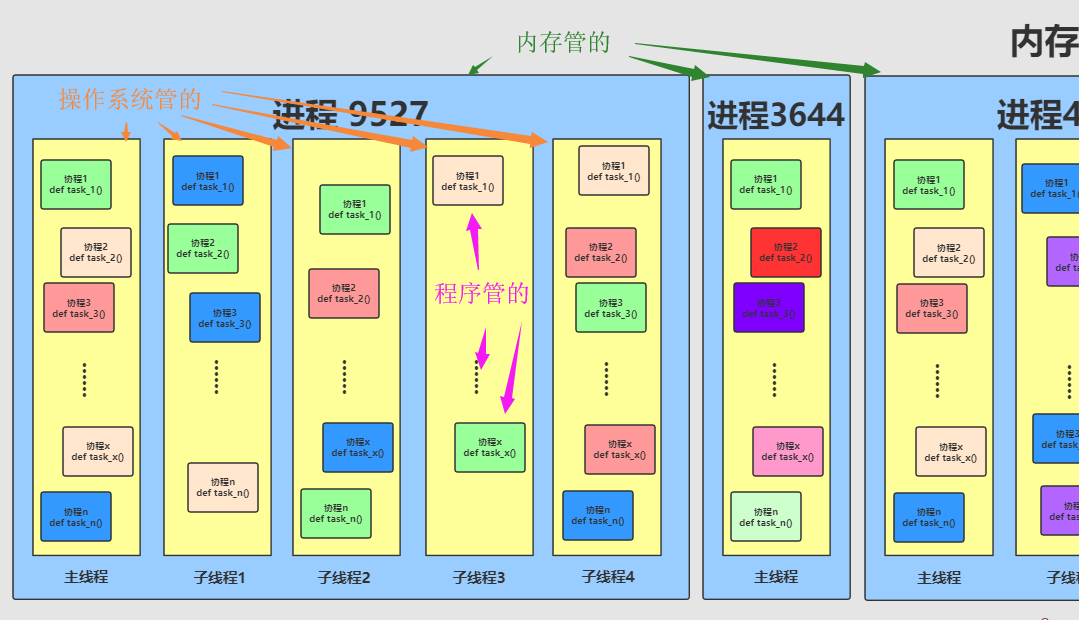 内存管的
内存
操作系统管的
进程 9527
进程3644
进程4
协程1
def task_1()
协程2
def task_2()
协程3
def task_3()
协程x
def task_x()
协程n
def task_n()
主线程
协程1
def task_1()
协程2
def task_2()
协程3
def task_3()
协程n
def task_n()
子线程1
协程1
def task_1()
协程2
def task_2()
协程x
def task_x()
协程n
def task_n()
子线程2
协程1
def task_1()
程序管的
协程x
def task_x()
子线程3
协程1
def task_1()
协程2
def task_2()
协程3
def task_3()
协程x
def task_x()
协程n
def task_n()
子线程4
协程1
def task_1()
协程2
def task_2()
协程3
def task_3()
协程x
def task_x()
协程n
def task_n()
主线程
协程1
def task_1()
协程2
def task_2()
协程3
def task_3()
协程x
def task_x()
协程n
def task_n()
主线程
协程1
def task_1()
协
def tas
协程3
def task
协程
def tas
子线程